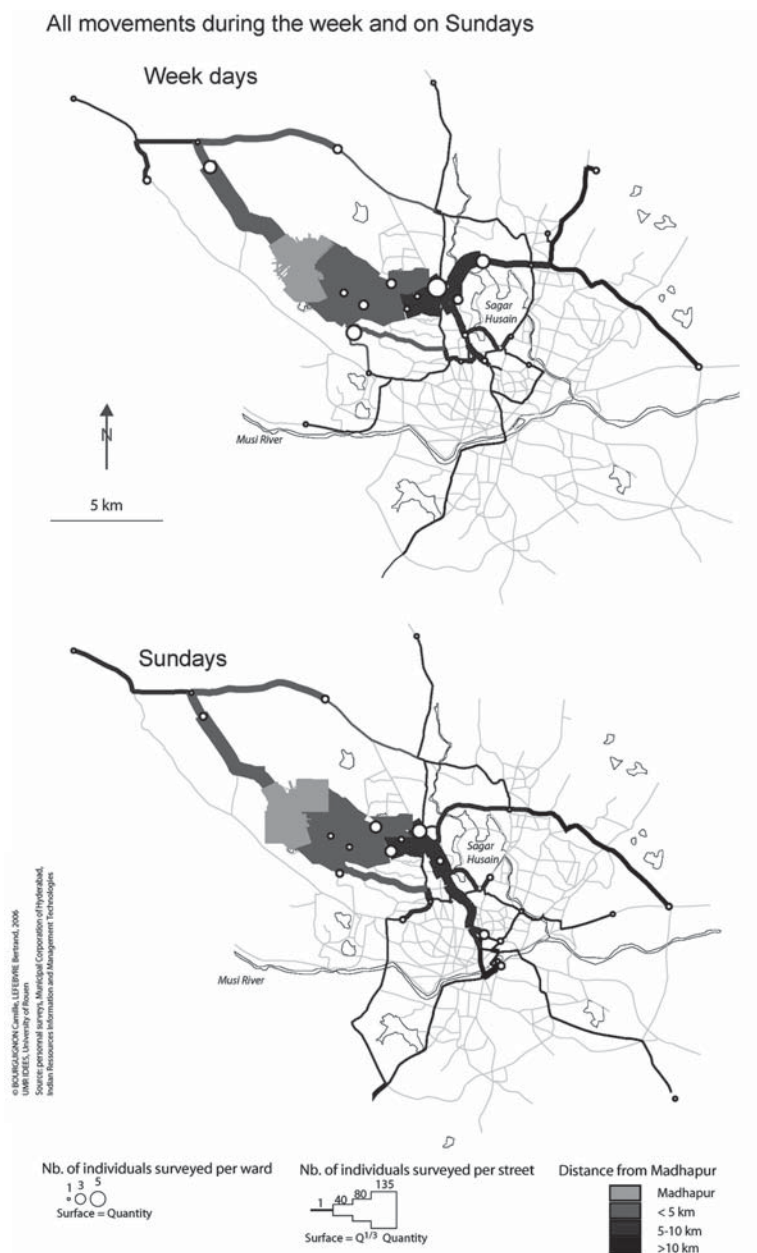 All movements during the week and on Sundays
Week days
Sagar
Husain
N
Musi River
5 km
Sundays
Sagar
Husain
Musi River
© BOURGUIGNON Camille, LEFEBVRE Bertrand, 2006
UMR IDEES, University of Rouen
Source: personnal surveys, Municipal Corporation of Hyderabad,
Indian Ressources Information and Management Technologies
Nb. of individuals surveyed per ward
1 3 5
Surface = Quantity
Nb. of individuals surveyed per street
1 40 80 135
Surface = Q1/3 Quantity
Distance from Madhapur
Madhapur
< 5 km
5-10 km
>10 km